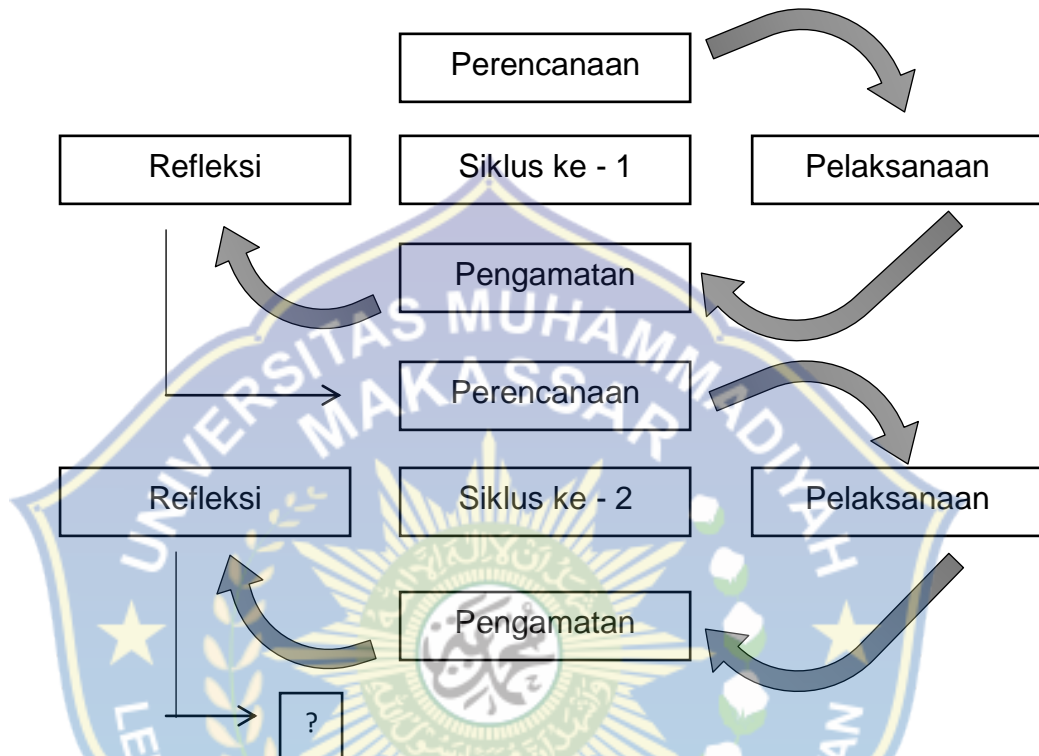 Perencanaan
Refleksi
Siklus ke - 1
Pelaksanaan
Pengamatan
UNIVERSITAS MUHAMMADIYAH
MAKASSAR
Perencanaan
Refleksi
Siklus ke - 2
Pelaksanaan
Pengamatan
?